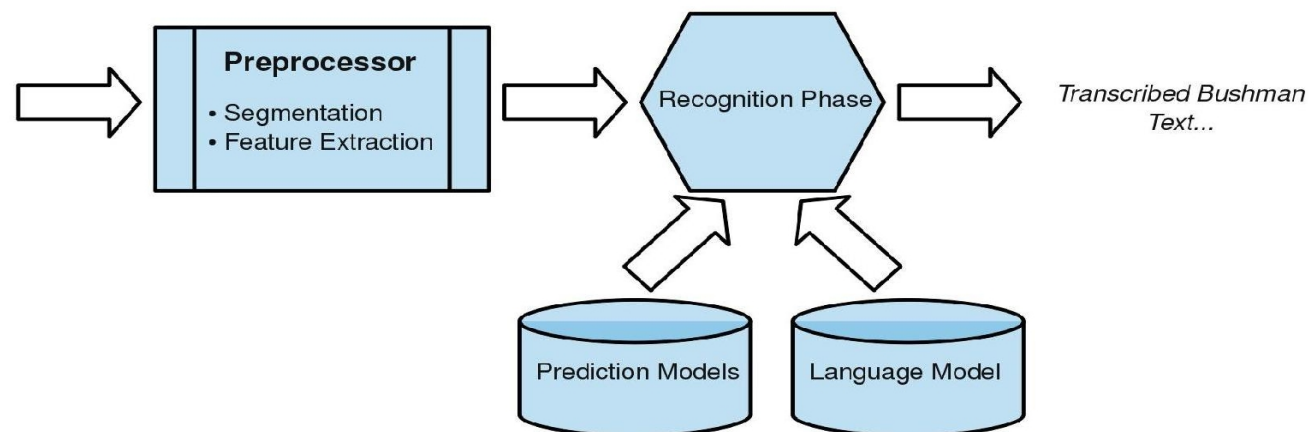 Preprocessor
• Segmentation
• Feature Extraction
Recognition Phase
Transcribed Bushman
Text...
Prediction Models
Language Model